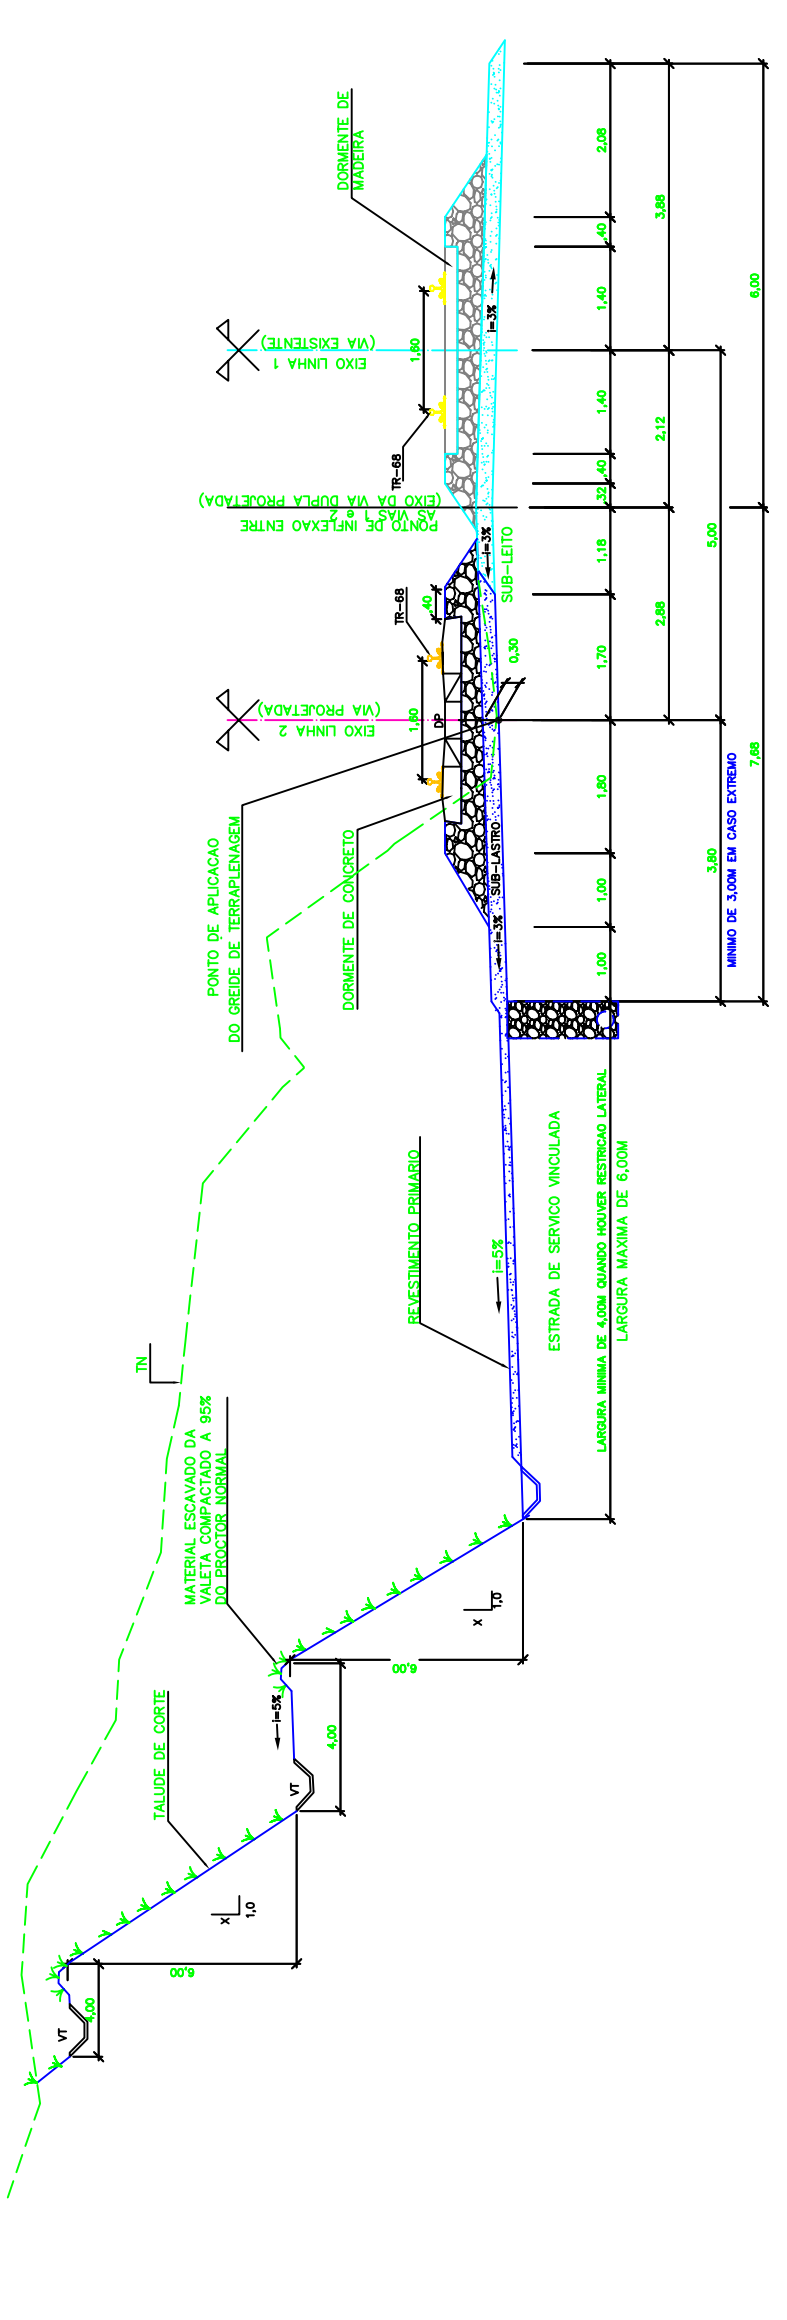 TALUDE DE CORTE
MATERIAL ESCAVADO DA
VALETA COMPACTADO A 95%
DO PROCTOR NORMAL
TN
PONTO DE APLICACAO
DO GREIDE DE TERRAPLENAGEM
DORMENTE DE CONCRETO
EIXO LINHA 2
(VIA PROJETADA)
PONTO DE INFLEXAO ENTRE
AS VIAS 1 e 2
(EIXO DA VIA DUPLA PROJETADA)
EIXO LINHA 1
(VIA EXISTENTE)
DORMENTE DE
MADEIRA
TR-68
TR-68
1,60
1,60
,40
DP
VT
4,00
6,00
X
1,0
VT
i=5%
4,00
6,00
X
1,0
REVESTIMENTO PRIMARIO
i=5%
ESTRADA DE SERVICO VINCULADA
LARGURA MINIMA DE 4,00M QUANDO HOUVER RESTRICAO LATERAL
LARGURA MAXIMA DE 6,00M
i=3%
SUB-LASTRO
0,30
SUB-LEITO
i=3%
i=3%
1,00
1,00
1,80
1,70
1,18
,32
,40
1,40
1,40
,40
2,08
2,88
2,12
3,88
3,80
5,00
MINIMO DE 3,00M EM CASO EXTREMO
7,68
6,00